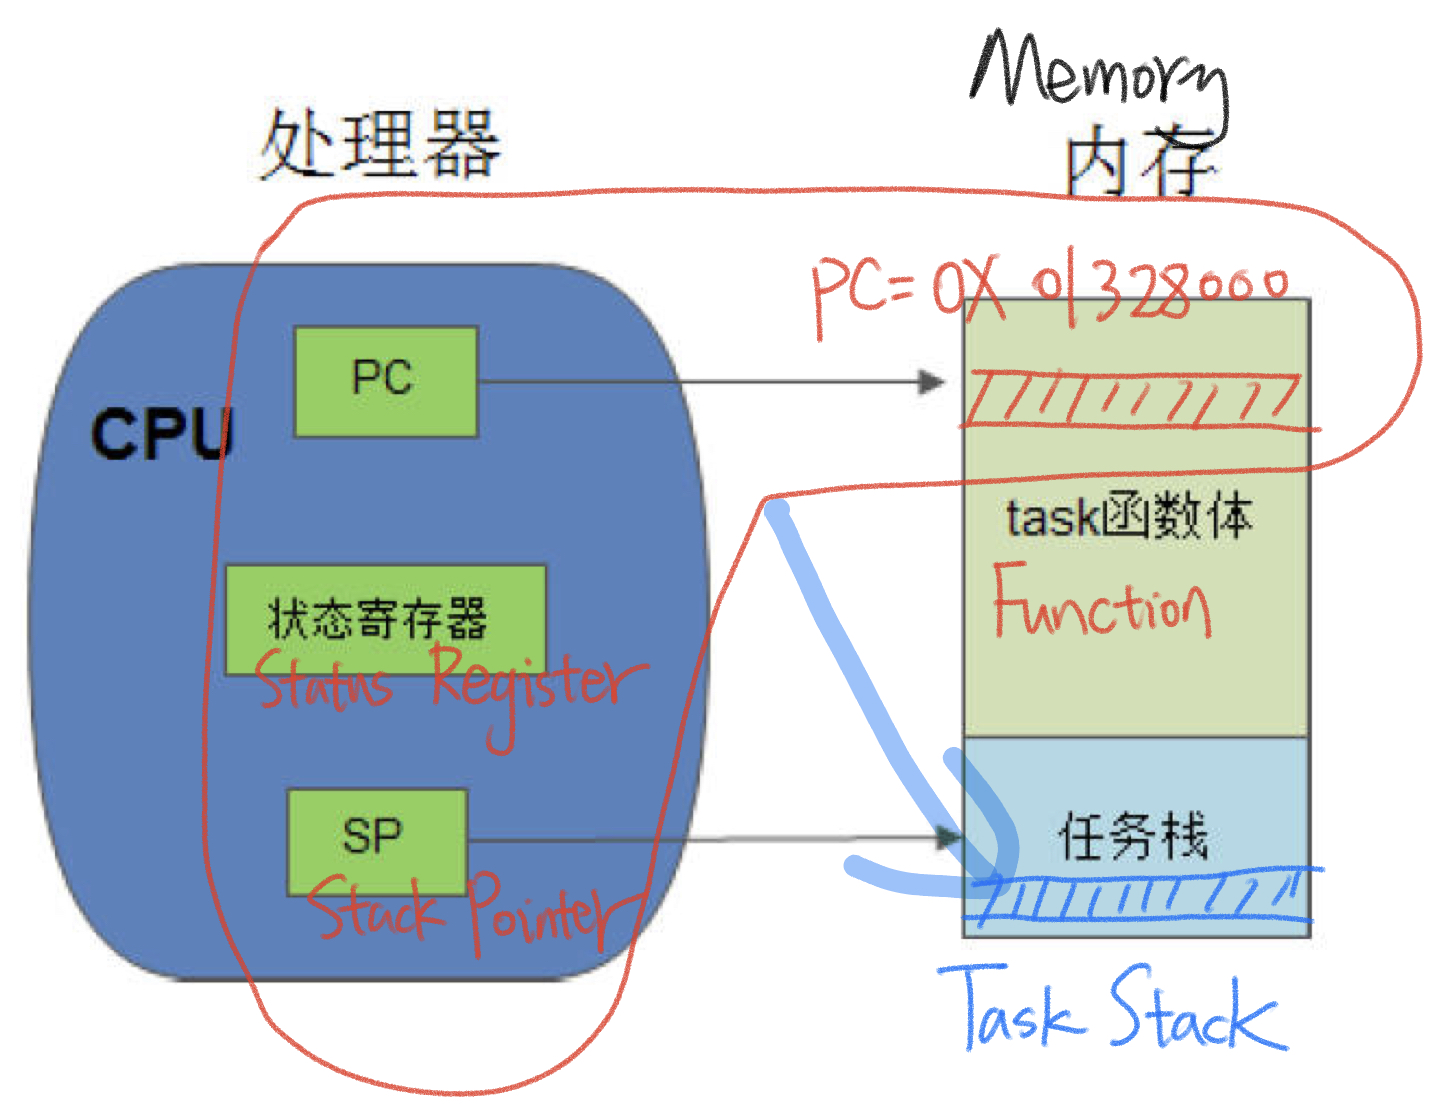 Memory
处理器
内存
PC=0X 01328000
PC
CPU
task函数体
Function
状态寄存器
Status Register
SP
任务栈
Stack Pointer
Task Stack